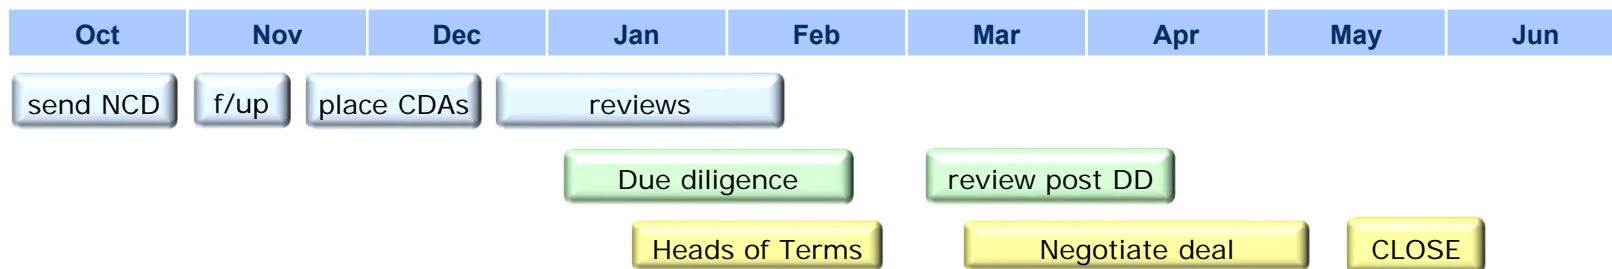 Oct Nov Dec Jan Feb Mar Apr May Jun
send NCD f/up place CDAs reviews
Due diligence review post DD
Heads of Terms Negotiate deal CLOSE